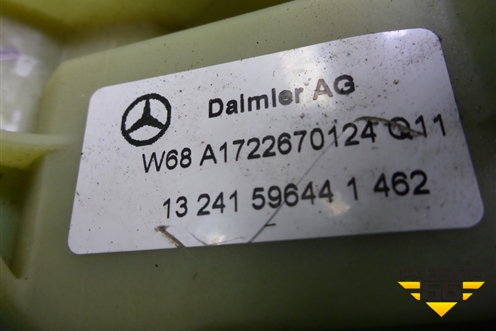 Daimler AG
W68 A1722670124 Q11
13 241 59644 1 462